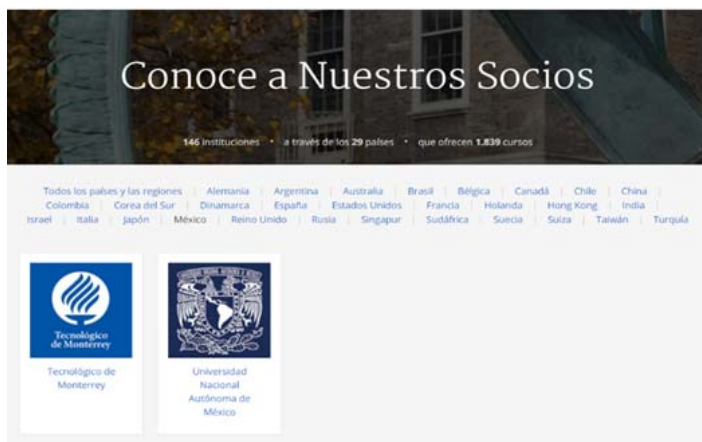 Conoce a Nuestros Socios
146 instituciones • a través de los 29 países • que ofrecen 1.839 cursos
Todos los países y las regiones | Alemania | Argentina | Australia | Brasil | Bélgica | Canadá | Chile | China |
Colombia | Corea del Sur | Dinamarca | España | Estados Unidos | Francia | Holanda | Hong Kong | India |
Israel | Italia | Japón | México | Reino Unido | Rusia | Singapur | Sudáfrica | Suecia | Suiza | Taiwán | Turquía
Tecnológico
de Monterrey
Tecnológico de
Monterrey
Universidad
Nacional
Autónoma de
México